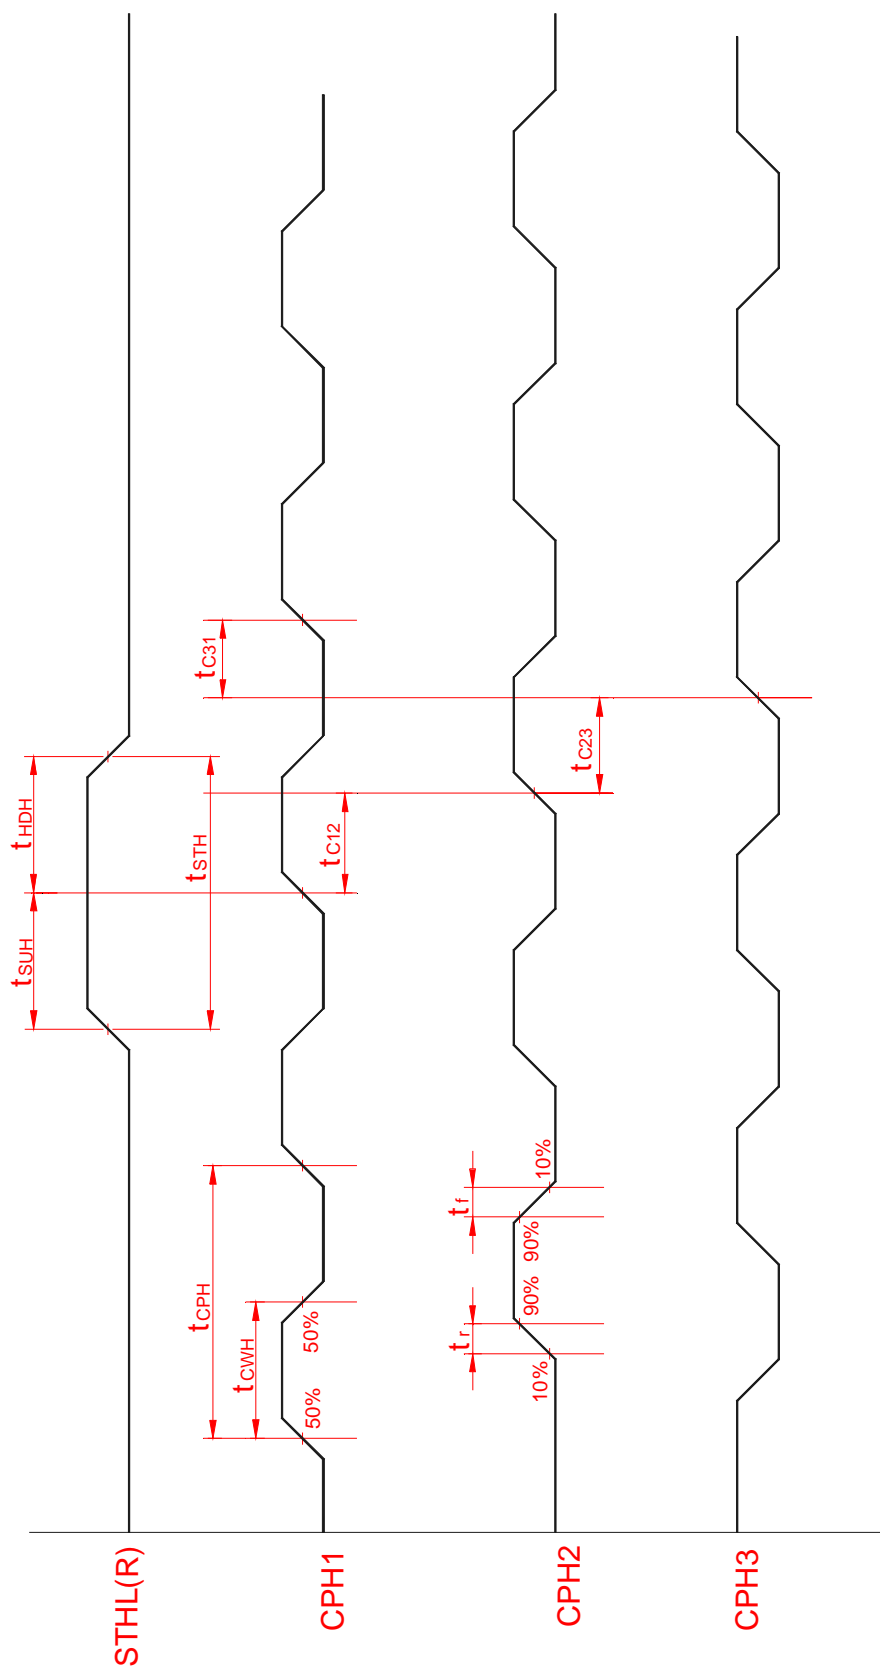 STHL(R)
tSUH
tHDH
tSTH
CPH1
tCPH
tCWH
50%
50%
tC12
tC31
CPH2
tr
tf
10%
90%
90%
10%
tC23
CPH3